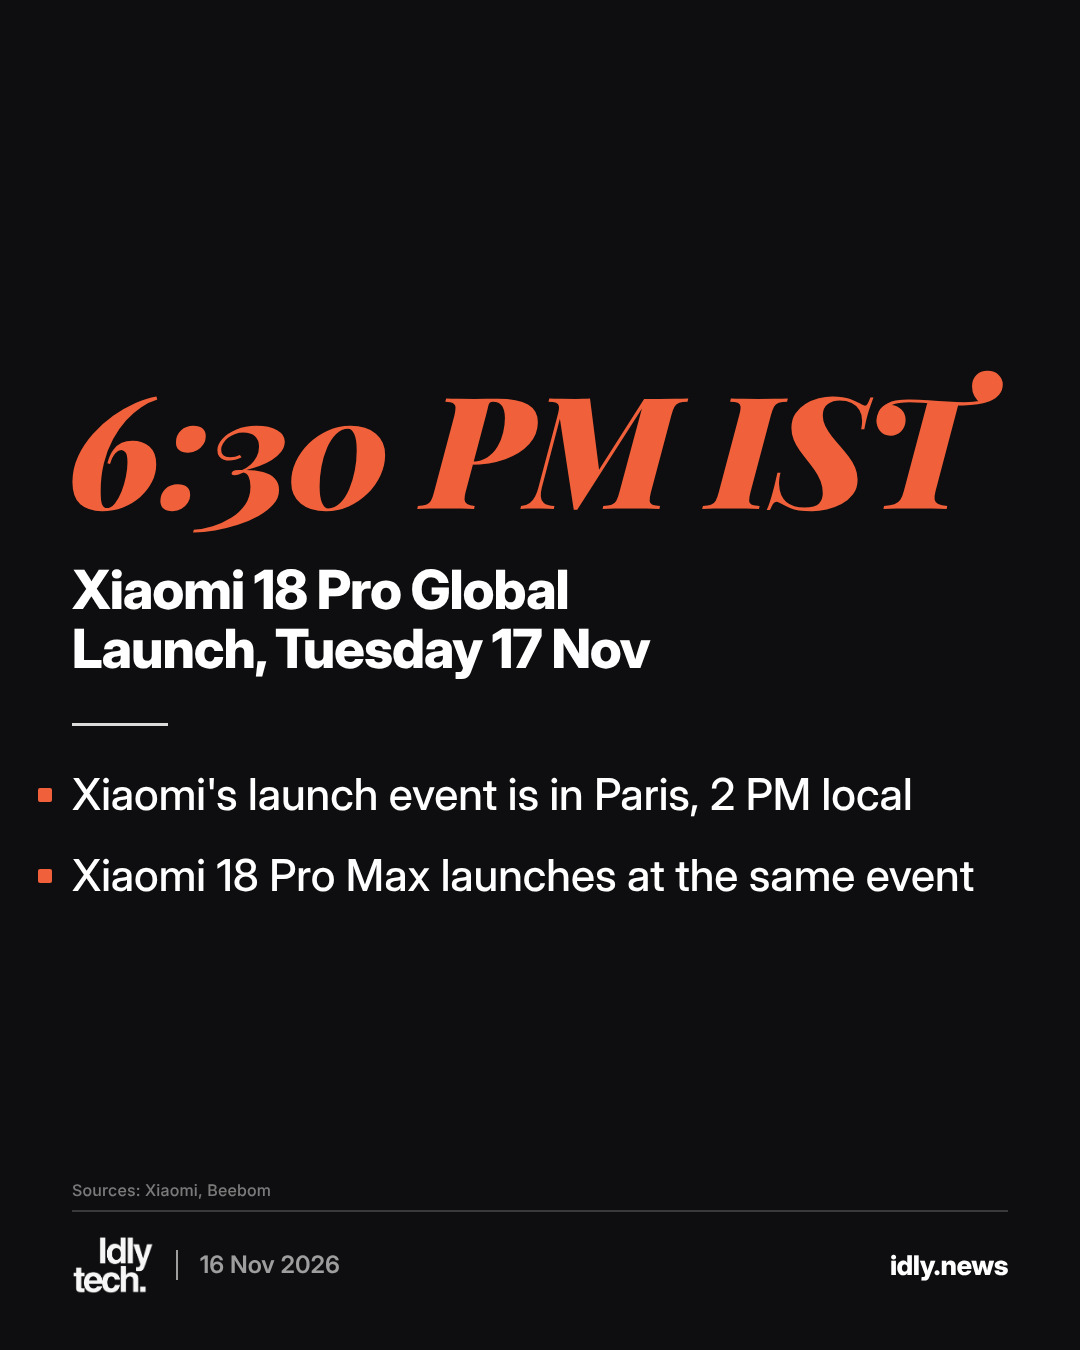 6:30 PM IST
Xiaomi 18 Pro Global
Launch, Tuesday 17 Nov
Xiaomi's launch event is in Paris, 2 PM local
Xiaomi 18 Pro Max launches at the same event
Sources: Xiaomi, Beebom
Idly
tech.
16 Nov 2026
idly.news